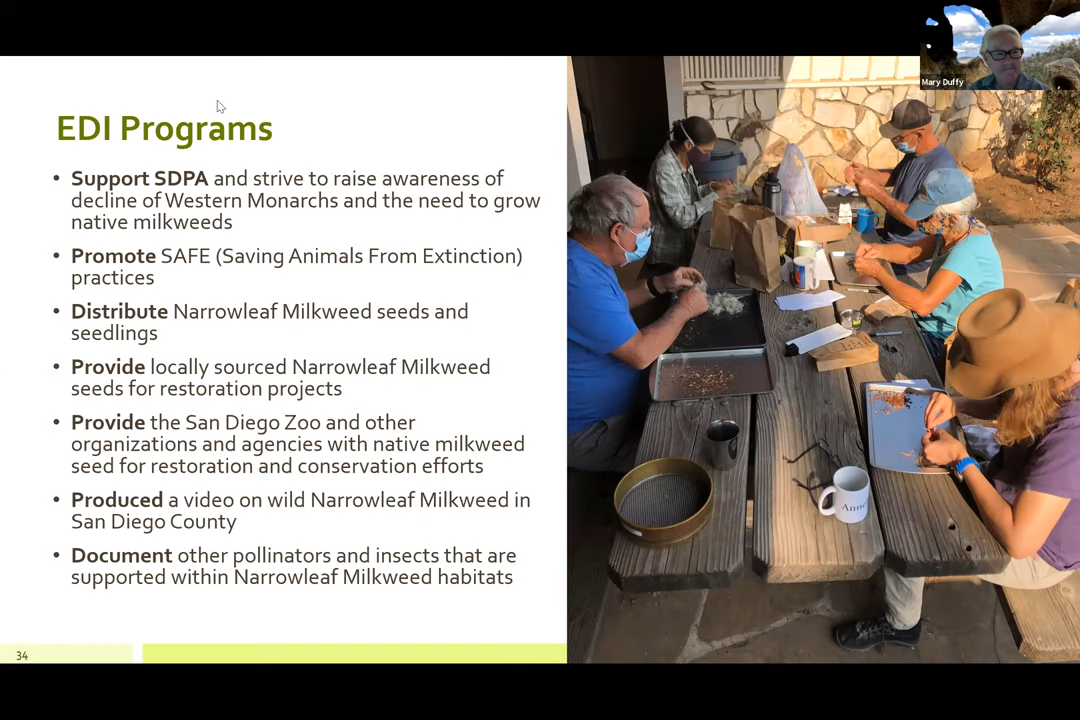 Mary Duffy
EDI Programs
• Support SDPA and strive to raise awareness of
decline of Western Monarchs and the need to grow
native milkweeds
• Promote SAFE (Saving Animals From Extinction)
practices
• Distribute Narrowleaf Milkweed seeds and
seedlings
• Provide locally sourced Narrowleaf Milkweed
seeds for restoration projects
• Provide the San Diego Zoo and other
organizations and agencies with native milkweed
seed for restoration and conservation efforts
• Produced a video on wild Narrowleaf Milkweed in
San Diego County
• Document other pollinators and insects that are
supported within Narrowleaf Milkweed habitats
34